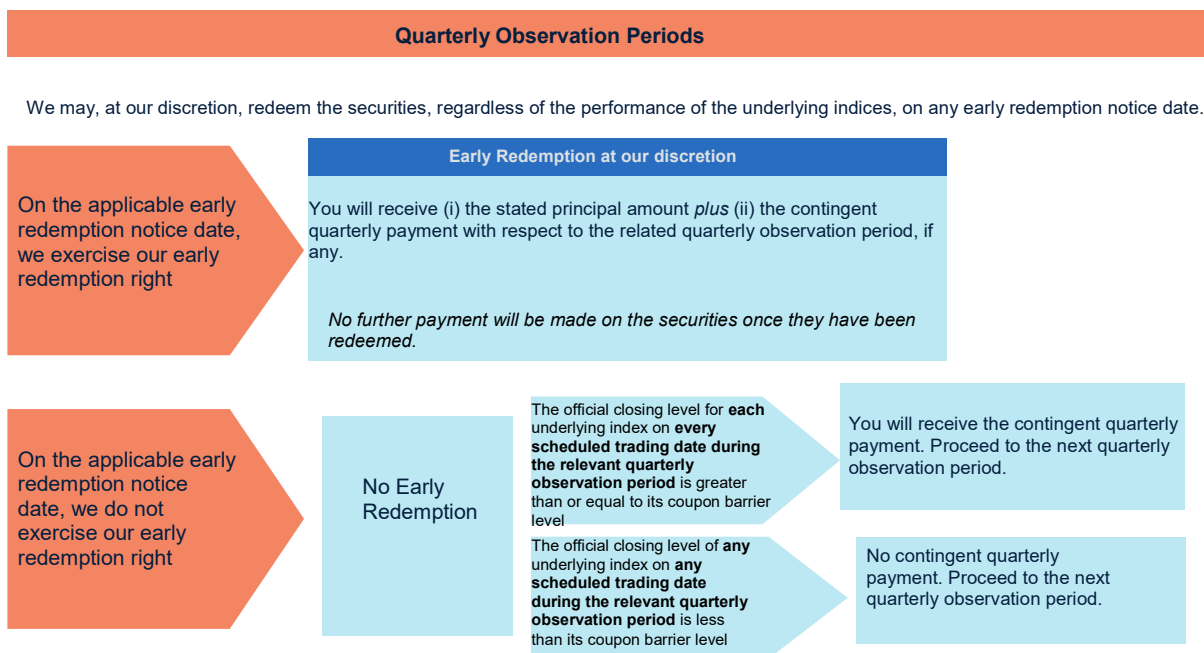 Quarterly Observation Periods
We may, at our discretion, redeem the securities, regardless of the performance of the underlying indices, on any early redemption notice date.
On the applicable early
redemption notice date,
we exercise our early
redemption right
Early Redemption at our discretion
You will receive (i) the stated principal amount plus (ii) the contingent
quarterly payment with respect to the related quarterly observation period, if
any.
No further payment will be made on the securities once they have been
redeemed.
On the applicable early
redemption notice
date, we do not
exercise our early
redemption right
No Early
Redemption
The official closing level for each
underlying index on every
scheduled trading date during
the relevant quarterly
observation period is greater
than or equal to its coupon barrier
level
You will receive the contingent quarterly
payment. Proceed to the next quarterly
observation period.
The official closing level of any
underlying index on any
scheduled trading date
during the relevant quarterly
observation period is less
than its coupon barrier level
No contingent quarterly
payment. Proceed to the next
quarterly observation period.